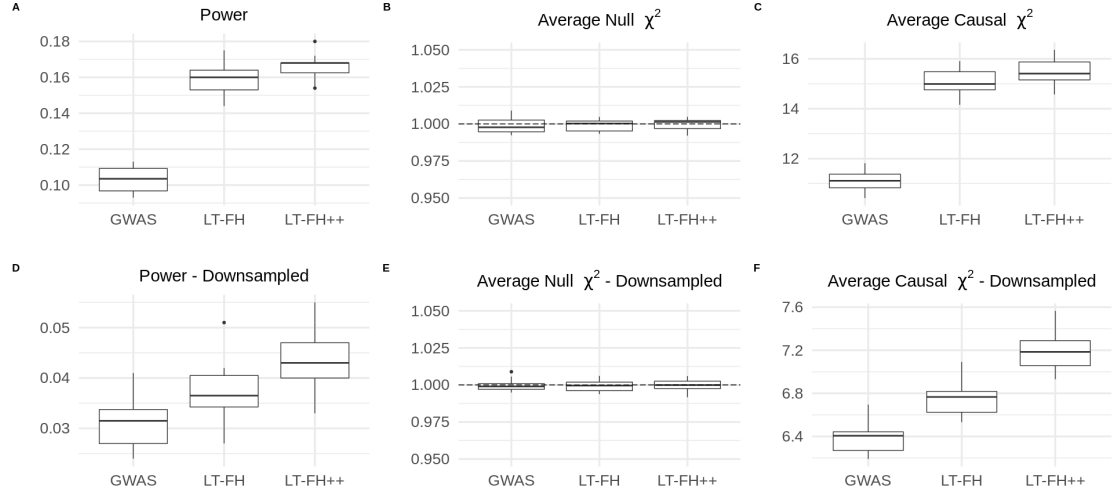 A
Power
0.18
0.16
0.14
0.12
0.10
GWAS LT-FH LT-FH++
B
Average Null χ²
1.050
1.025
1.000
0.975
0.950
GWAS LT-FH LT-FH++
C
Average Causal χ²
16
14
12
GWAS LT-FH LT-FH++
D
Power - Downsampled
0.05
0.04
0.03
GWAS LT-FH LT-FH++
E
Average Null χ² - Downsampled
1.050
1.025
1.000
0.975
0.950
GWAS LT-FH LT-FH++
F
Average Causal χ² - Downsampled
7.6
7.2
6.8
6.4
GWAS LT-FH LT-FH++